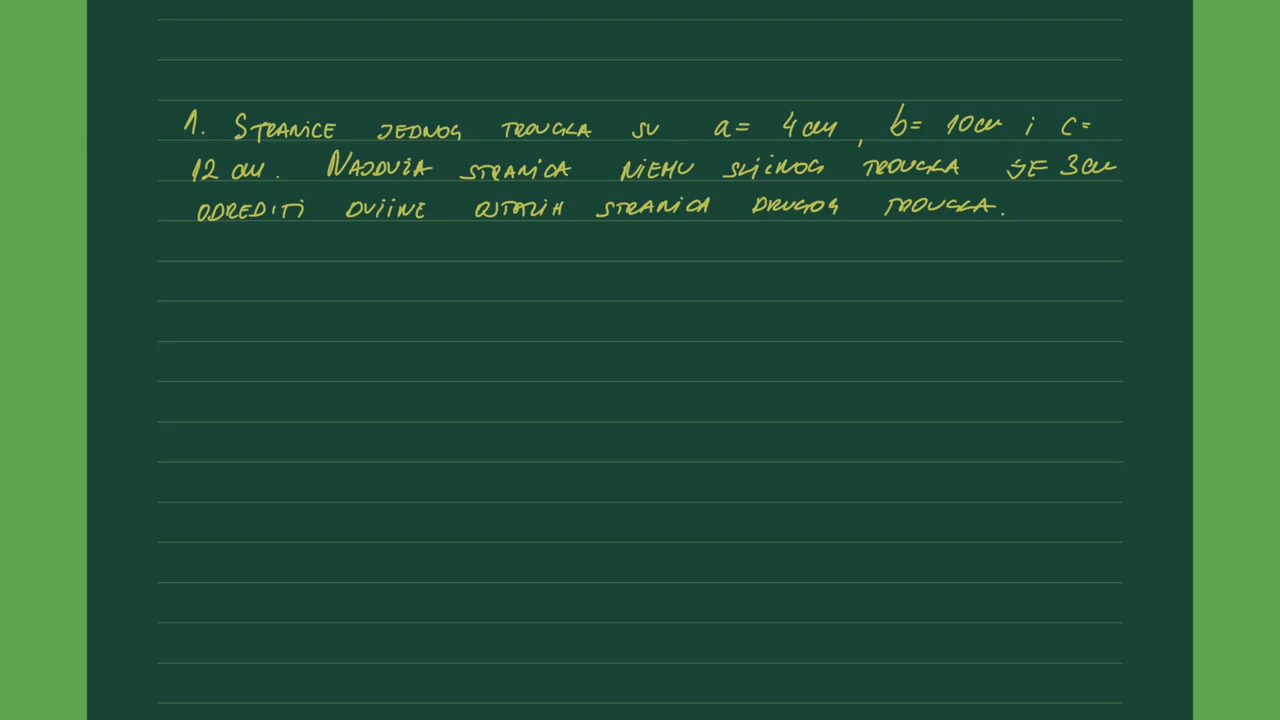 1. STRANICE JEDNOG TROUGLA SU a= 4cm, b= 10cm i C=
12 cm. NAJDUŽA STRANICA NJEMU SLIČNOG TROUGLA JE 3cm
ODREDITI DUŽINE OSTALIH STRANICA DRUGOG TROUGLA.